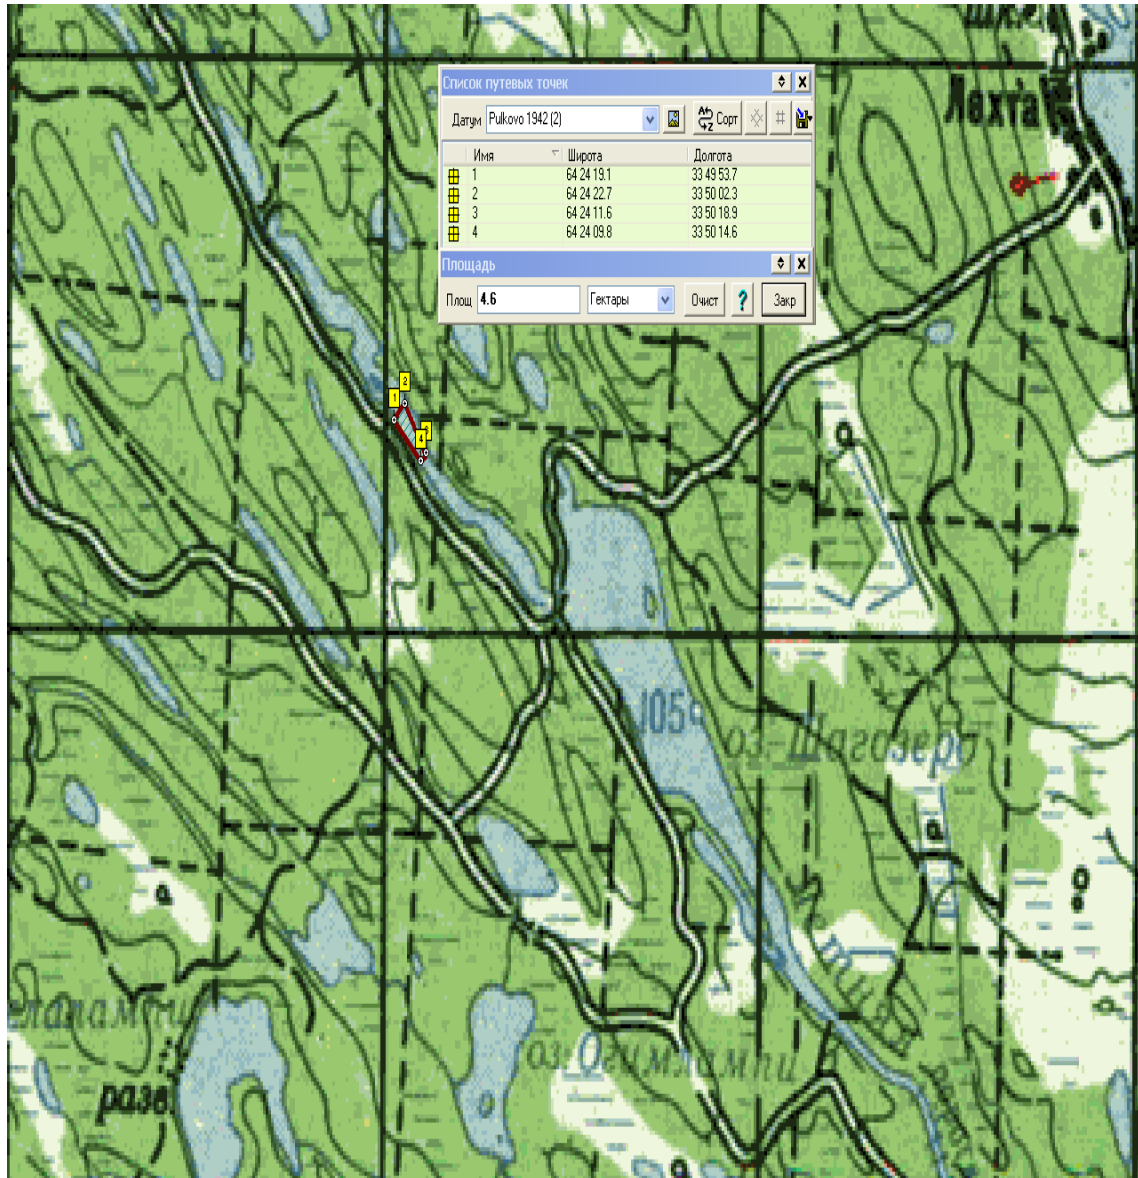 Список путевых точек
Датум Pulkovo 1942 (2) Сорт
Имя Широта Долгота
1 64 24 19.1 33 49 53.7
2 64 24 22.7 33 50 02.3
3 64 24 11.6 33 50 18.9
4 64 24 09.8 33 50 14.6
Площадь
Площ 4.6 Гектары Очист ? Закр
Лехта
2
1
4
105
оз. Шагозеро
оз. Огимлампи
разв.